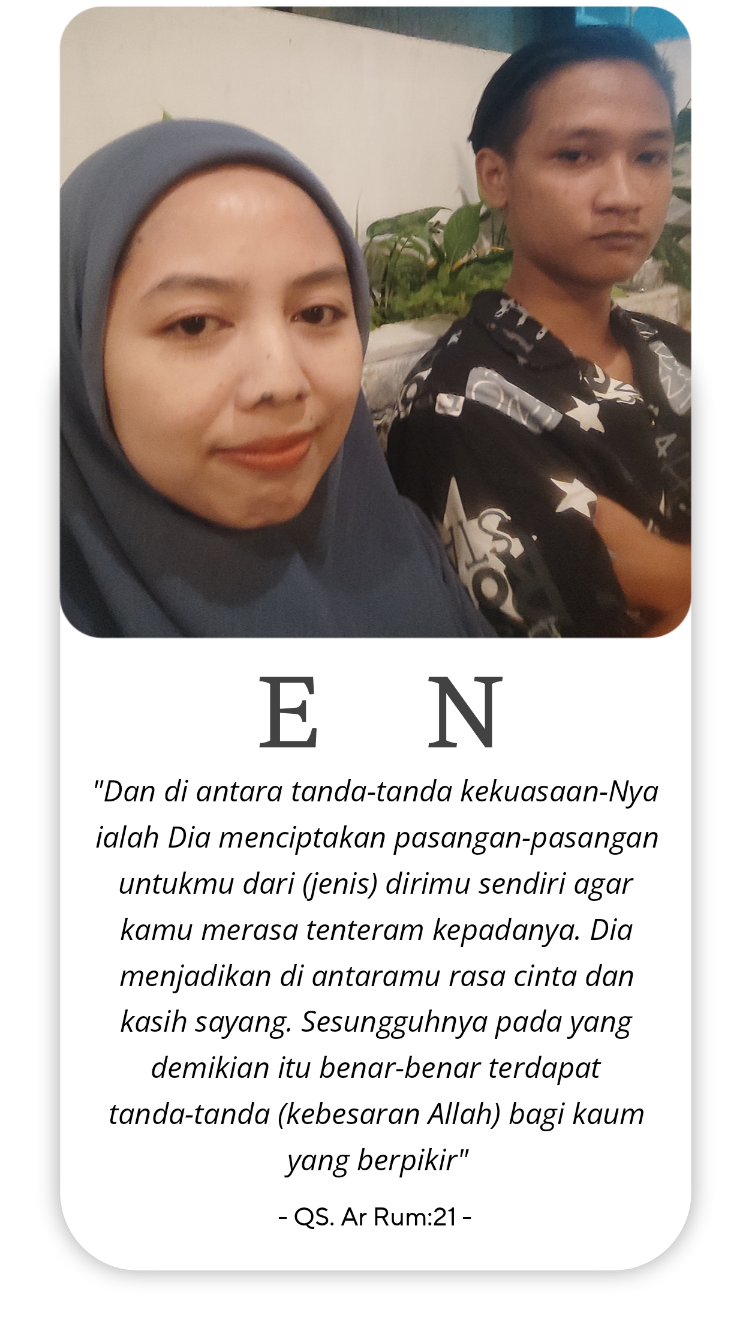 E N
"Dan di antara tanda-tanda kekuasaan-Nya
ialah Dia menciptakan pasangan-pasangan
untukmu dari (jenis) dirimu sendiri agar
kamu merasa tenteram kepadanya. Dia
menjadikan di antaramu rasa cinta dan
kasih sayang. Sesungguhnya pada yang
demikian itu benar-benar terdapat
tanda-tanda (kebesaran Allah) bagi kaum
yang berpikir"
- QS. Ar Rum:21 -